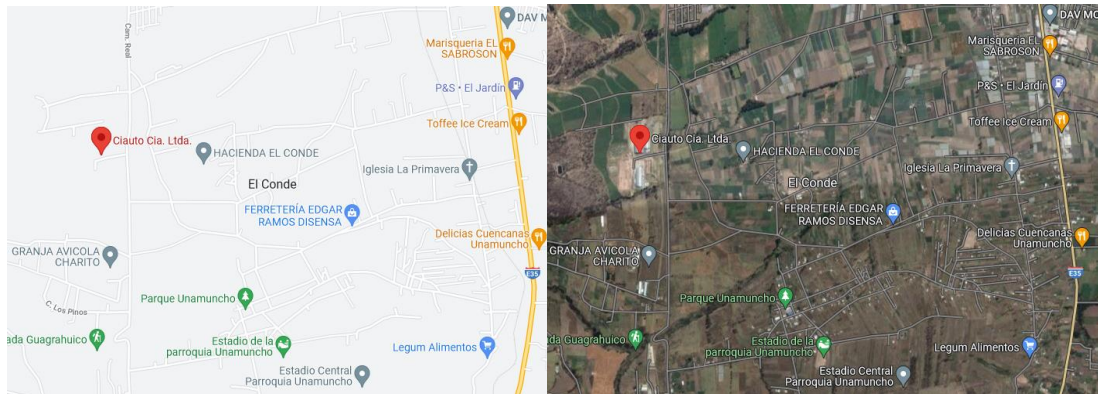 DAV M
Cam. Real
Marisqueria EL
SABROSON
P&S • El Jardín
Toffee Ice Cream
Ciauto Cia. Ltda.
HACIENDA EL CONDE
Iglesia La Primavera
El Conde
FERRETERÍA EDGAR
RAMOS DISENSA
Delicias Cuencanas
Unamuncho
GRANJA AVICOLA
CHARITO
E35
Parque Unamuncho
C. Los Pinos
ada Guagrahuico
Estadio de la
parroquia Unamuncho
Legum Alimentos
Estadio Central
Parroquia Unamuncho
DAV MO
Marisqueria EL
SABROSON
P&S • El Jardín
Toffee Ice Cream
Ciauto Cia. Ltda.
HACIENDA EL CONDE
Iglesia La Primavera
El Conde
FERRETERÍA EDGAR
RAMOS DISENSA
Delicias Cuencanas
Unamuncho
GRANJA AVICOLA
CHARITO
E35
Parque Unamuncho
ada Guagrahuico
Estadio de la
parroquia Unamuncho
Legum Alimentos
Estadio Central
Parroquia Unamuncho